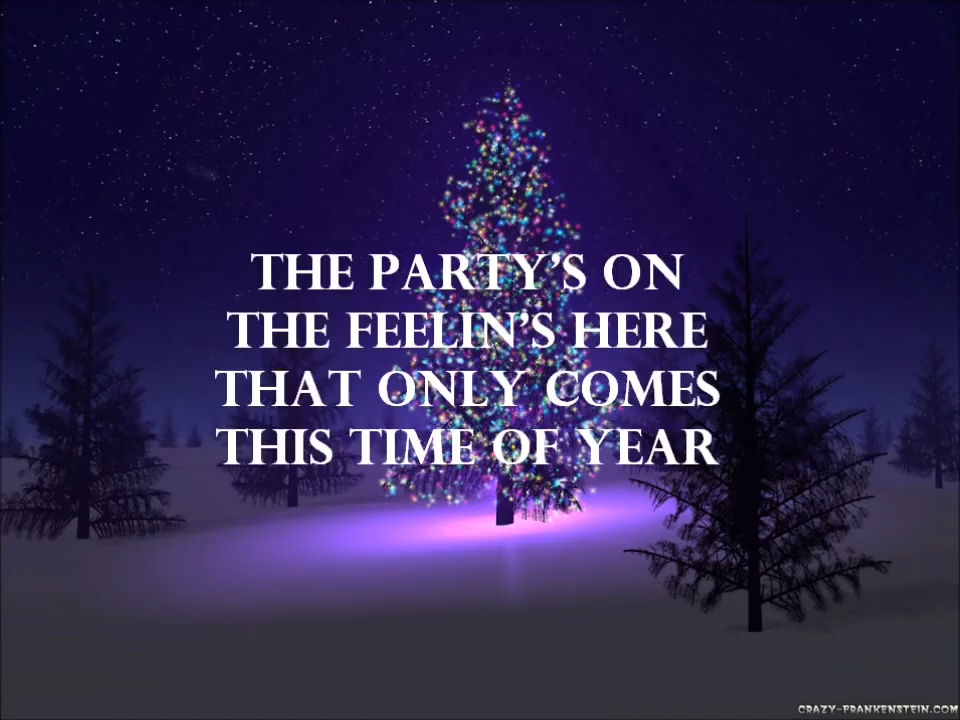 THE PARTY'S ON
THE FEELIN'S HERE
THAT ONLY COMES
THIS TIME OF YEAR
CRAZY-FRANKENSTEIN.COM